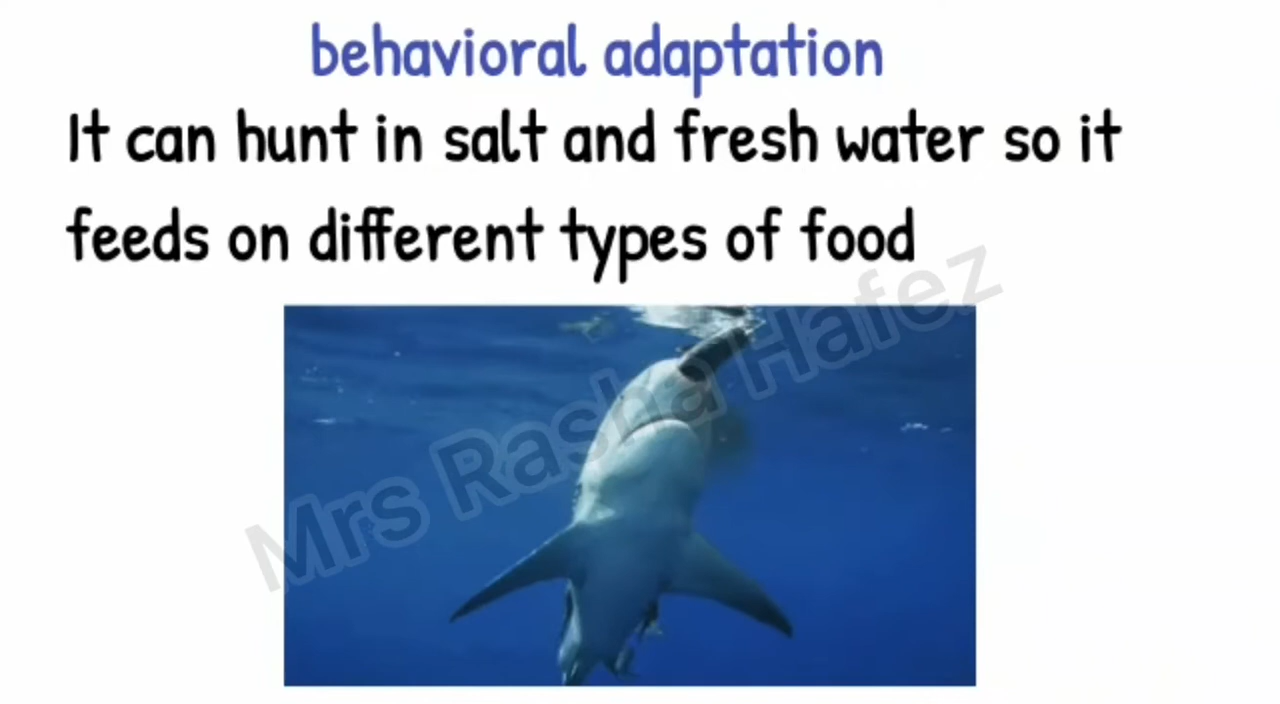 behavioral adaptation
It can hunt in salt and fresh water so it
feeds on different types of food
Mrs Rasha Hafez